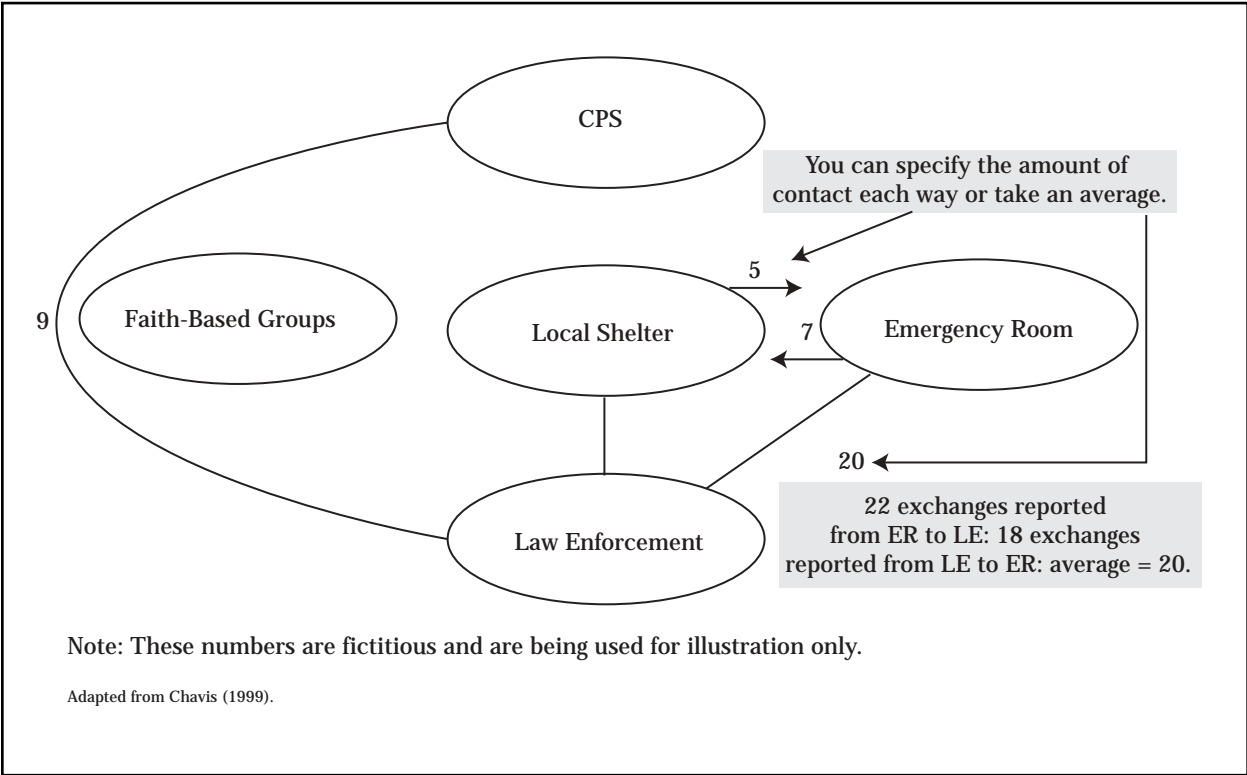 CPS
You can specify the amount of
contact each way or take an average.
5
9
Faith-Based Groups
Local Shelter
7
Emergency Room
20
22 exchanges reported
from ER to LE: 18 exchanges
reported from LE to ER: average = 20.
Law Enforcement
Note: These numbers are fictitious and are being used for illustration only.
Adapted from Chavis (1999).